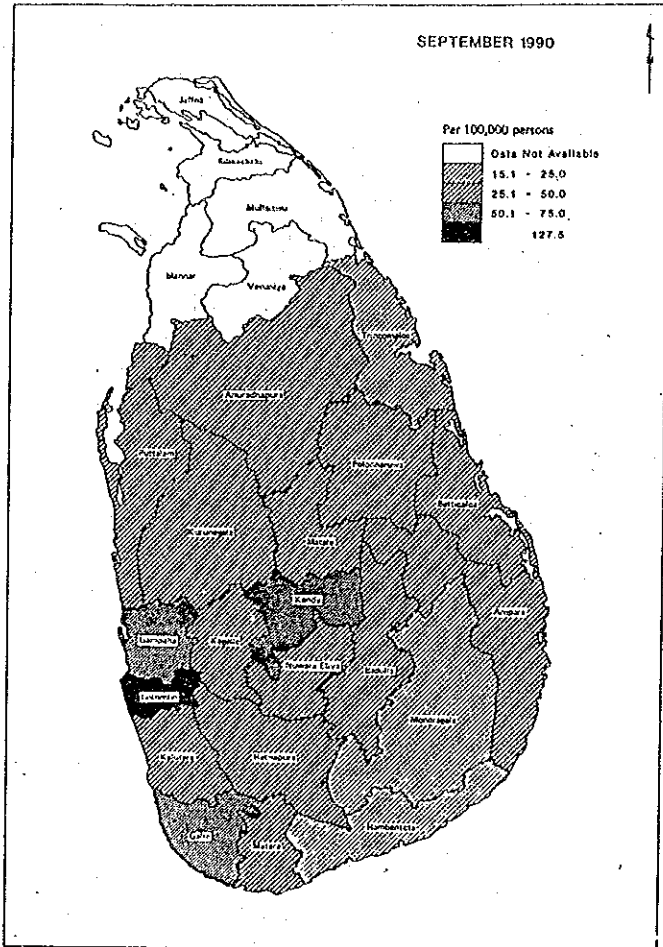 SEPTEMBER 1990
Per 100,000 persons
Data Not Available
15.1 - 25.0
25.1 - 50.0
50.1 - 75.0
127.5
Jaffna
Mullaitivu
Mannar
Vavuniya
Trincomalee
Anuradhapura
Puttalam
Polonnaruwa
Batticaloa
Kurunegala
Matara
Kandy
Ampara
Gampaha
Kegalle
Nuwara Eliya
Badulla
Colombo
Moneragala
Kalutara
Ratnapura
Hambantota
Galle
Matara